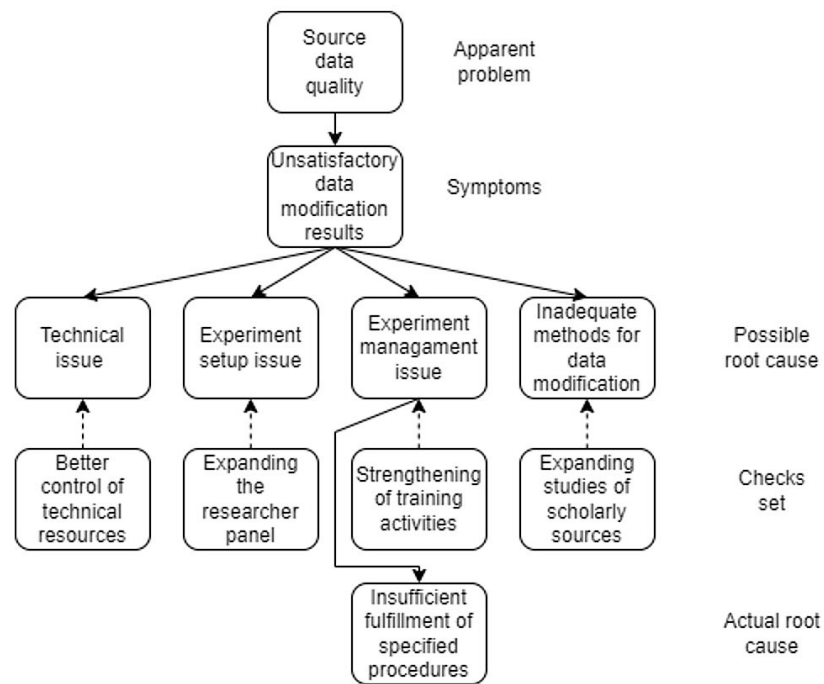 Source
data
quality
Apparent
problem
Unsatisfactory
data
modification
results
Symptoms
Technical
issue
Experiment
setup issue
Experiment
managament
issue
Inadequate
methods for
data
modification
Possible
root cause
Better
control of
technical
resources
Expanding
the
researcher
panel
Strengthening
of training
activities
Expanding
studies of
scholarly
sources
Checks
set
Insufficient
fulfillment of
specified
procedures
Actual root
cause